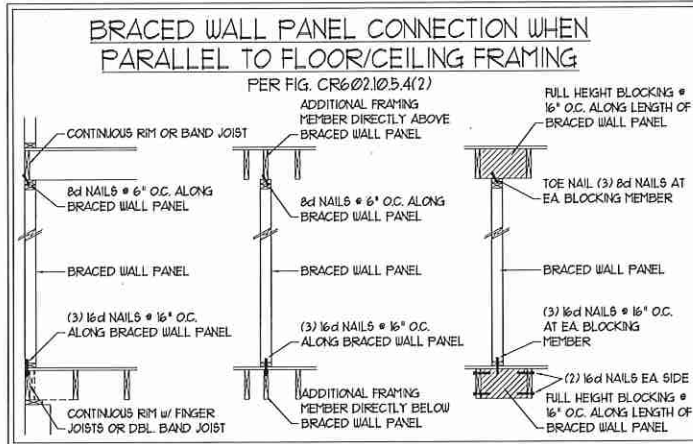 BRACED WALL PANEL CONNECTION WHEN
PARALLEL TO FLOOR/CEILING FRAMING
PER FIG. CR602.10.5.4(2)
CONTINUOUS RIM OR BAND JOIST
8d NAILS @ 6" O.C. ALONG
BRACED WALL PANEL
BRACED WALL PANEL
(3) 16d NAILS @ 16" O.C.
ALONG BRACED WALL PANEL
CONTINUOUS RIM w/ FINGER
JOISTS OR DBL. BAND JOIST
ADDITIONAL FRAMING
MEMBER DIRECTLY ABOVE
BRACED WALL PANEL
8d NAILS @ 6" O.C. ALONG
BRACED WALL PANEL
BRACED WALL PANEL
(3) 16d NAILS @ 16" O.C.
ALONG BRACED WALL PANEL
ADDITIONAL FRAMING
MEMBER DIRECTLY BELOW
BRACED WALL PANEL
FULL HEIGHT BLOCKING @
16" O.C. ALONG LENGTH OF
BRACED WALL PANEL
TOE NAIL (3) 8d NAILS AT
EA. BLOCKING MEMBER
BRACED WALL PANEL
(3) 16d NAILS @ 16" O.C.
AT EA. BLOCKING
MEMBER
(2) 16d NAILS EA. SIDE
FULL HEIGHT BLOCKING @
16" O.C. ALONG LENGTH OF
BRACED WALL PANEL